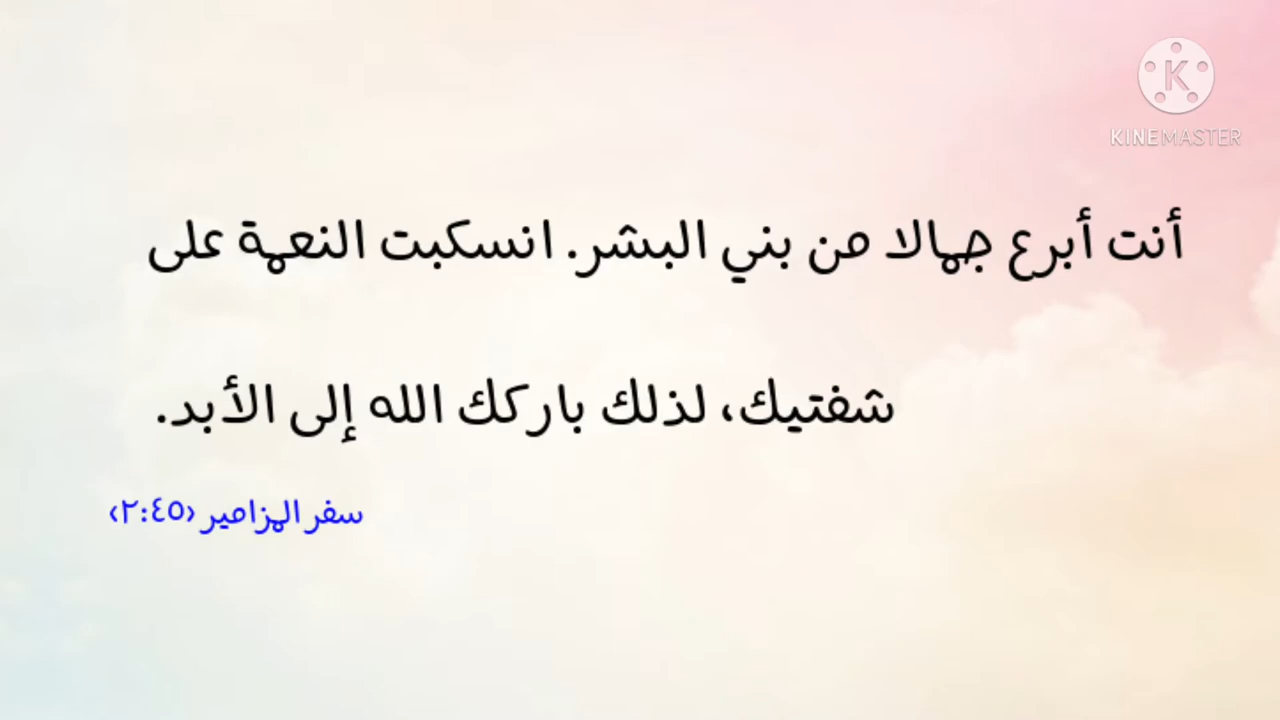 KINEMASTER
أنت أبرع جمالا من بني البشر. انسكبت النعمة على
شفتيك، لذلك باركك الله إلى الأبد.
سفر المزامير ‹٢:٤٥›